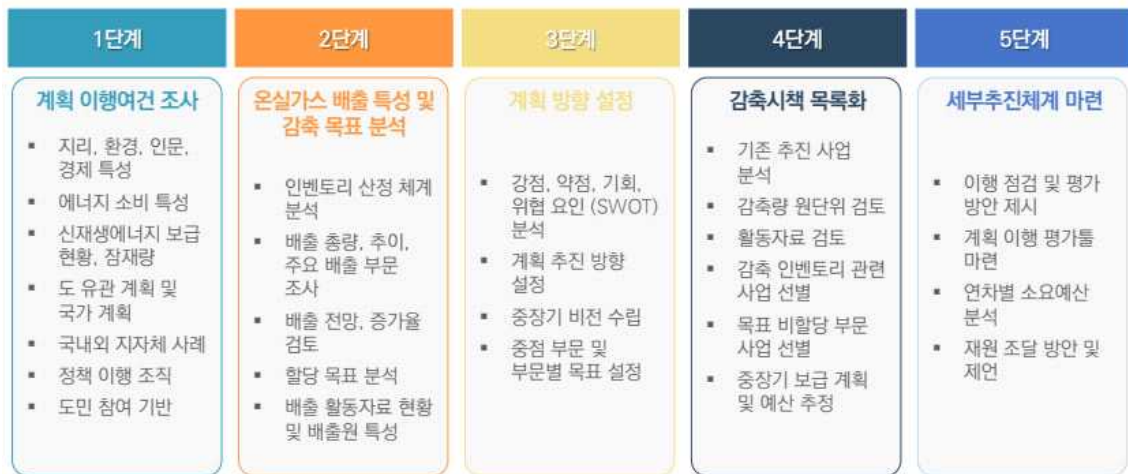 1단계
계획 이행여건 조사
▪ 지리, 환경, 인문,
경제 특성
▪ 에너지 소비 특성
▪ 신재생에너지 보급
현황, 잠재량
▪ 도 유관 계획 및
국가 계획
▪ 국내외 지자체 사례
▪ 정책 이행 조직
▪ 도민 참여 기반
2단계
온실가스 배출 특성 및
감축 목표 분석
▪ 인벤토리 산정 체계
분석
▪ 배출 총량, 추이,
주요 배출 부문
조사
▪ 배출 전망, 증가율
검토
▪ 할당 목표 분석
▪ 배출 활동자료 현황
및 배출원 특성
3단계
계획 방향 설정
▪ 강점, 약점, 기회,
위협 요인 (SWOT)
분석
▪ 계획 추진 방향
설정
▪ 중장기 비전 수립
▪ 중점 부문 및
부문별 목표 설정
4단계
감축시책 목록화
▪ 기존 추진 사업
분석
▪ 감축량 원단위 검토
▪ 활동자료 검토
▪ 감축 인벤토리 관련
사업 선별
▪ 목표 비할당 부문
사업 선별
▪ 중장기 보급 계획
및 예산 추정
5단계
세부추진체계 마련
▪ 이행 점검 및 평가
방안 제시
▪ 계획 이행 평가툴
마련
▪ 연차별 소요예산
분석
▪ 재원 조달 방안 및
제언